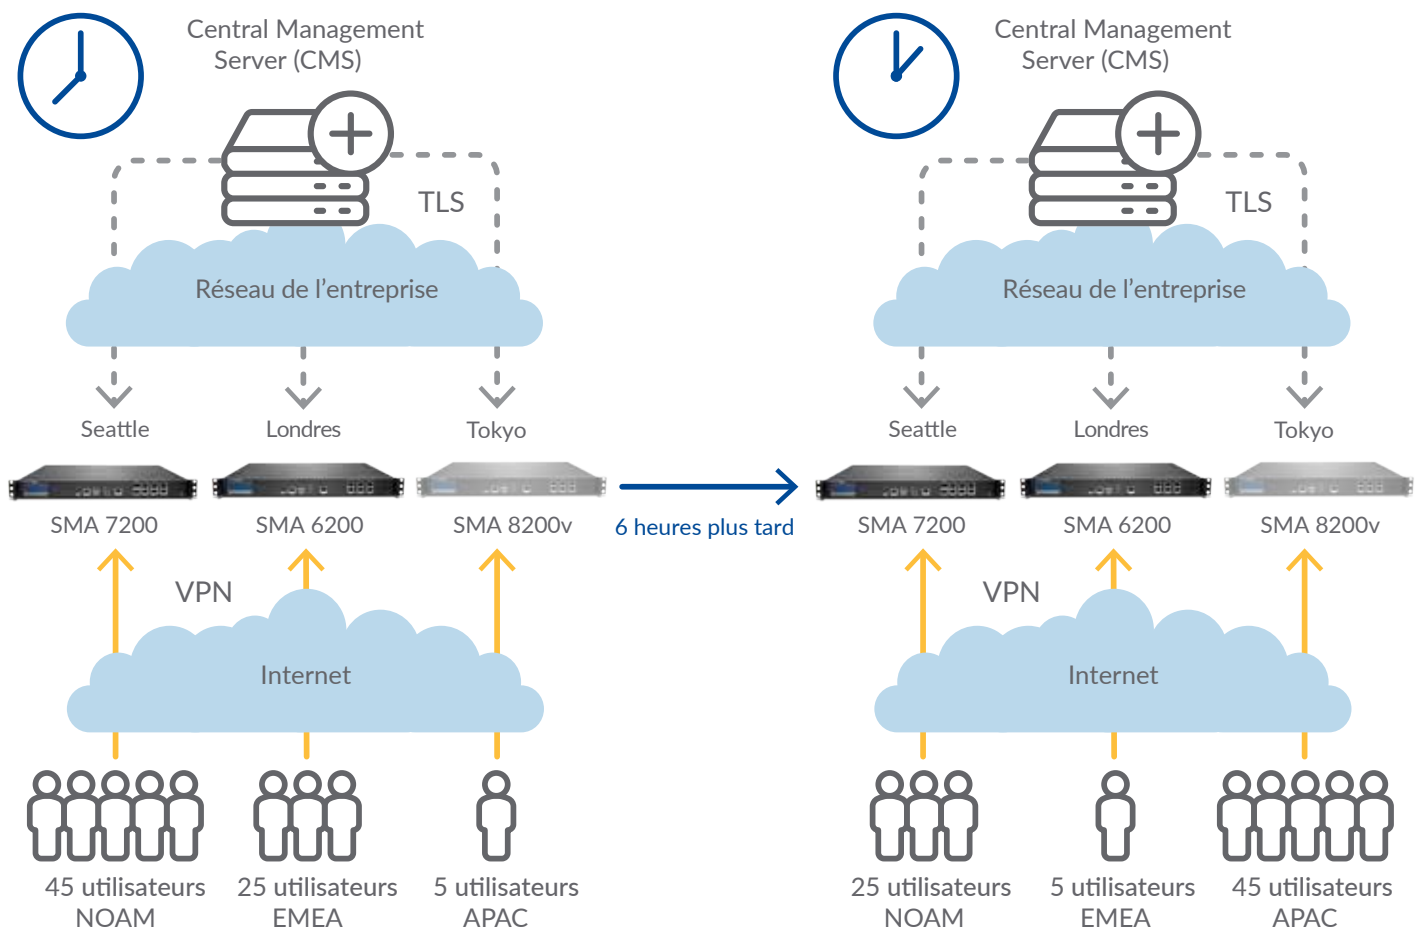 Central Management
Server (CMS)
TLS
Réseau de l'entreprise
Seattle
Londres
Tokyo
SMA 7200
SMA 6200
SMA 8200v
VPN
Internet
45 utilisateurs
NOAM
25 utilisateurs
EMEA
5 utilisateurs
APAC
6 heures plus tard
Central Management
Server (CMS)
TLS
Réseau de l'entreprise
Seattle
Londres
Tokyo
SMA 7200
SMA 6200
SMA 8200v
VPN
Internet
25 utilisateurs
NOAM
5 utilisateurs
EMEA
45 utilisateurs
APAC